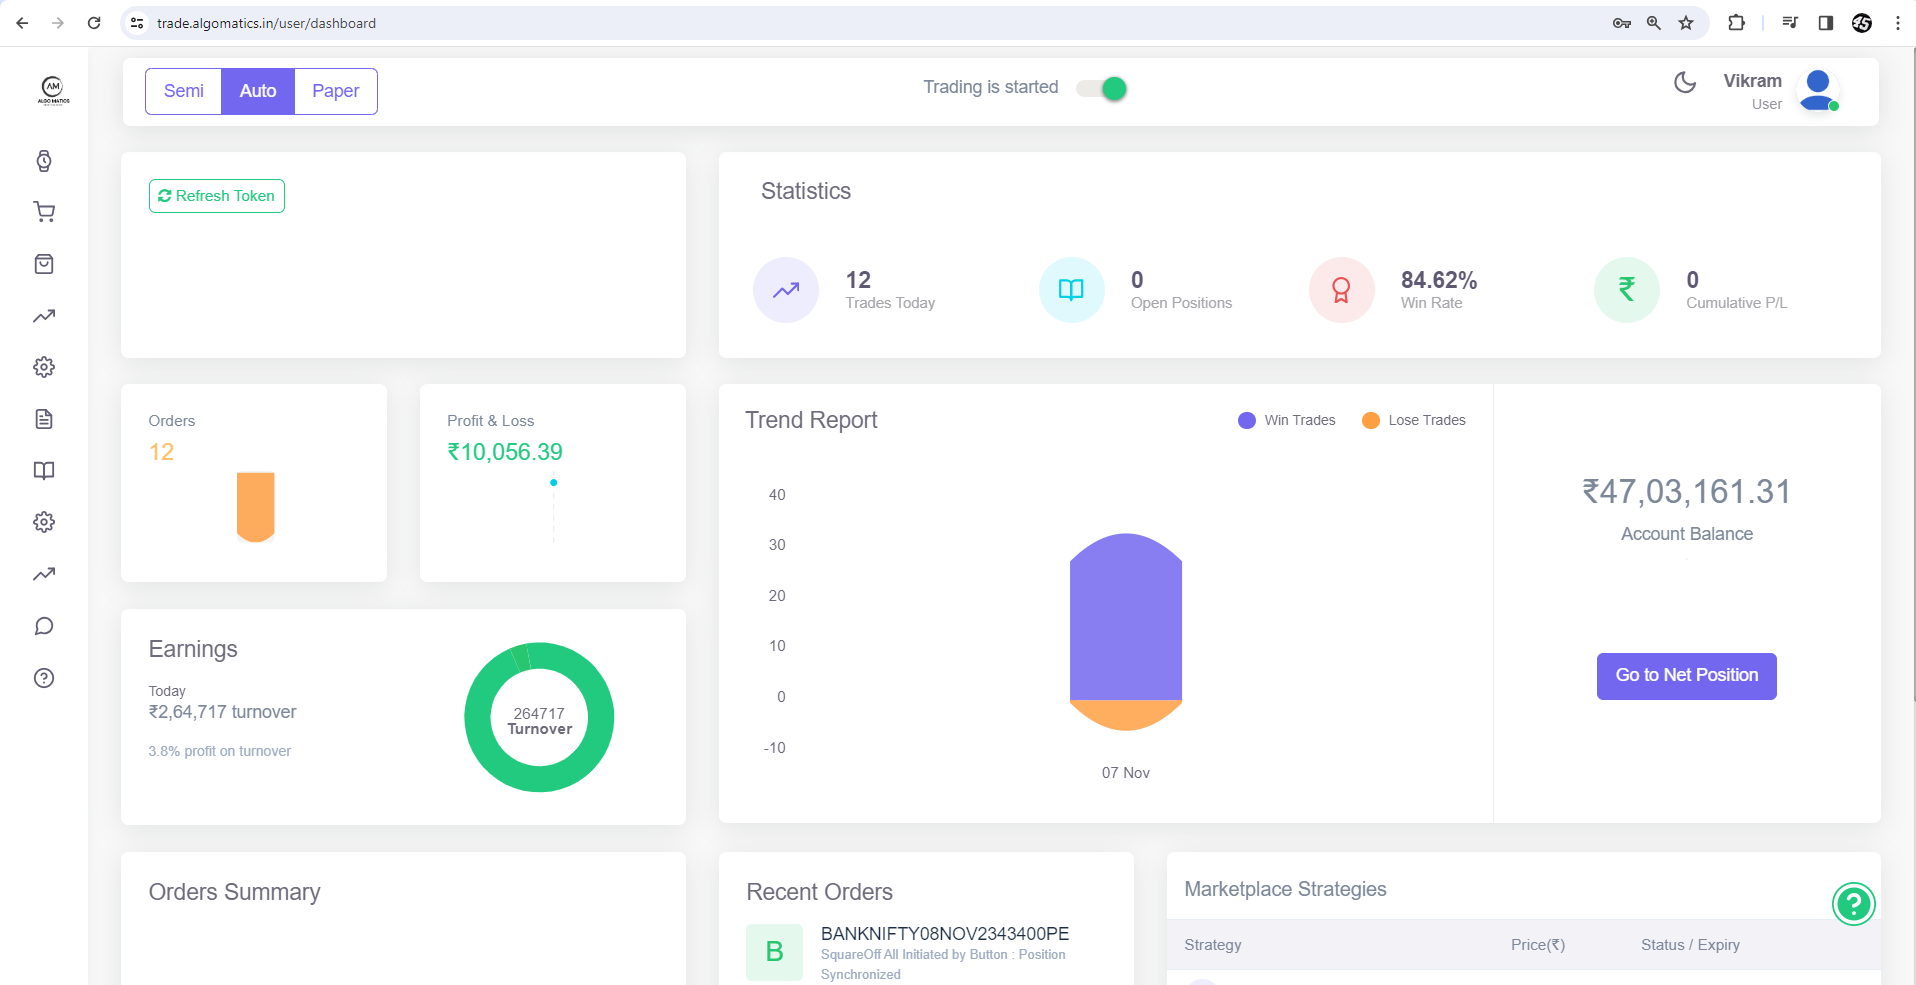 trade.algomatics.in/user/dashboard
AM
ALGO MATICS
Semi
Auto
Paper
Trading is started
Vikram
User
Refresh Token
Statistics
12
Trades Today
0
Open Positions
84.62%
Win Rate
₹
0
Cumulative P/L
Orders
12
Profit & Loss
₹10,056.39
Trend Report
Win Trades
Lose Trades
40
30
20
10
0
-10
07 Nov
₹47,03,161.31
Account Balance
Go to Net Position
Earnings
Today
₹2,64,717 turnover
3.8% profit on turnover
264717
Turnover
Orders Summary
Recent Orders
B
BANKNIFTY08NOV2343400PE
SquareOff All Initiated by Button : Position
Synchronized
Marketplace Strategies
?
Strategy
Price(₹)
Status / Expiry